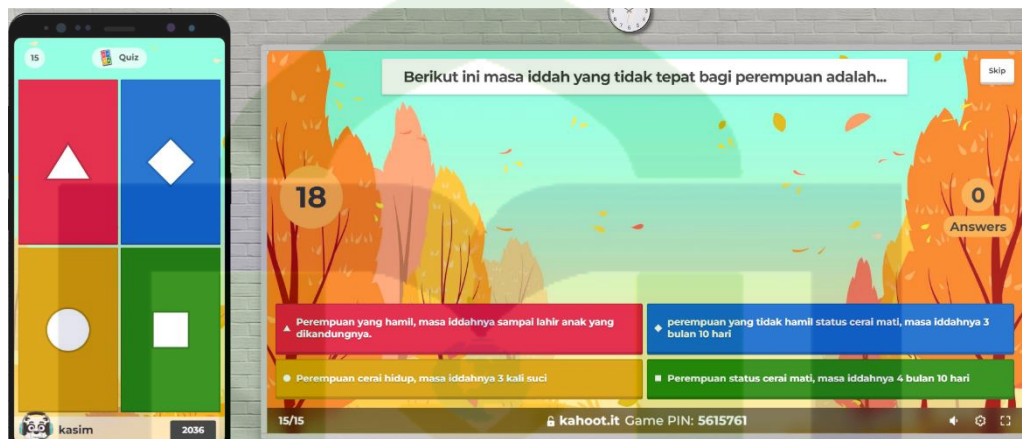 15
Quiz
kasim
2036
Berikut ini masa iddah yang tidak tepat bagi perempuan adalah...
Skip
18
0
Answers
Perempuan yang hamil, masa iddahnya sampai lahir anak yang
dikandungnya.
perempuan yang tidak hamil status cerai mati, masa iddahnya 3
bulan 10 hari
Perempuan cerai hidup, masa iddahnya 3 kali suci
Perempuan status cerai mati, masa iddahnya 4 bulan 10 hari
15/15
kahoot.it Game PIN: 5615761